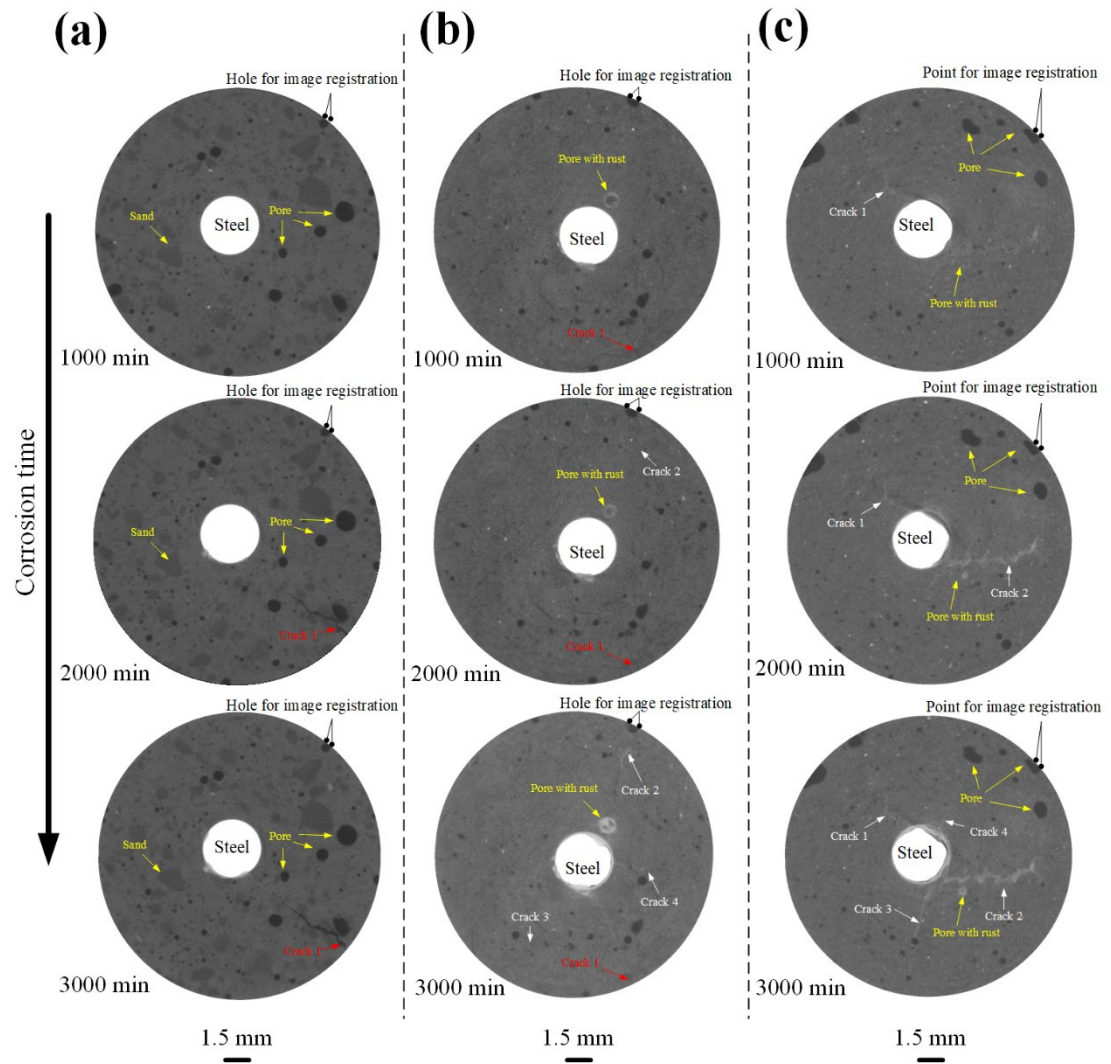 (a)
(b)
(c)
Corrosion time
Hole for image registration
Sand
Steel
Pore
1000 min
Hole for image registration
Sand
Pore
Crack 1
2000 min
Hole for image registration
Sand
Steel
Pore
Crack 1
3000 min
1.5 mm
Hole for image registration
Pore with rust
Steel
Crack 1
1000 min
Hole for image registration
Crack 2
Pore with rust
Steel
Crack 1
2000 min
Hole for image registration
Crack 2
Pore with rust
Steel
Crack 4
Crack 3
Crack 1
3000 min
1.5 mm
Point for image registration
Pore
Crack 1
Steel
Pore with rust
1000 min
Point for image registration
Pore
Crack 1
Steel
Crack 2
Pore with rust
2000 min
Point for image registration
Pore
Crack 1
Crack 4
Steel
Crack 3
Crack 2
Pore with rust
3000 min
1.5 mm